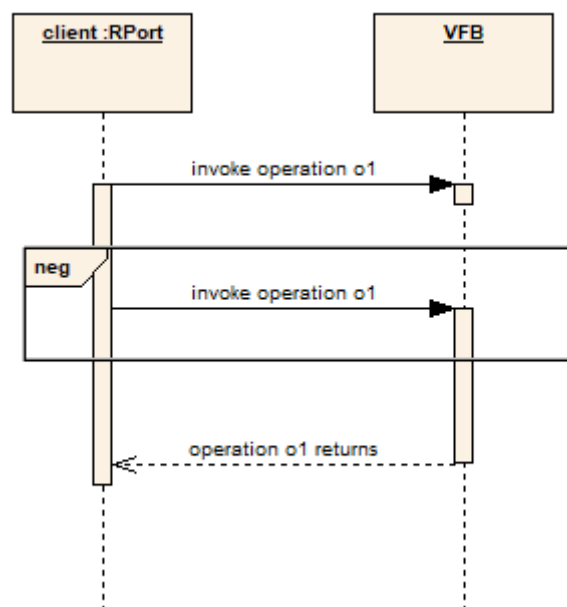 client :RPort
VFB
invoke operation o1
neg
invoke operation o1
operation o1 returns